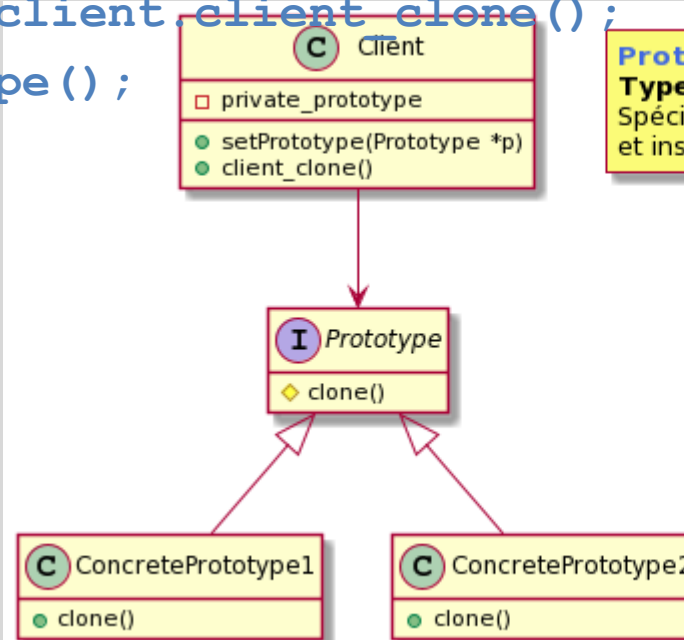 client.client_clone();
pe();
C Client
private_prototype
setPrototype(Prototype *p)
client_clone()
Prot
Type
Spéci
et ins
I Prototype
clone()
C ConcretePrototype1
clone()
C ConcretePrototype2
clone()